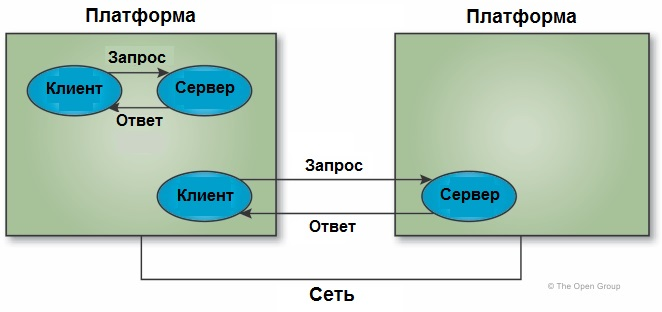 Платформа
Платформа
Запрос
Клиент
Сервер
Ответ
Запрос
Клиент
Сервер
Ответ
Сеть
© The Open Group